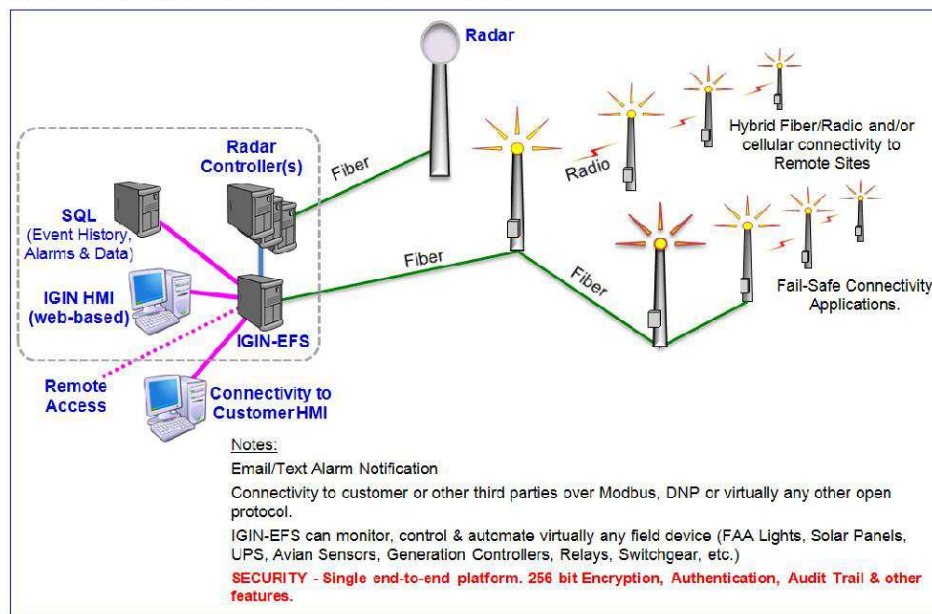 Radar
Radar
Controller(s)
Fiber
Hybrid Fiber/Radio and/or
cellular connectivity to
Remote Sites
Radio
SQL
(Event History,
Alarms & Data)
Fiber
Fiber
IGIN HMI
(web-based)
IGIN-EFS
Fail-Safe Connectivity
Applications.
Remote
Access
Connectivity to
Customer HMI
Notes:
Email/Text Alarm Notification
Connectivity to customer or other third parties over Modbus, DNP or virtually any other open
protocol.
IGIN-EFS can monitor, control & automate virtually any field device (FAA Lights, Solar Panels,
UPS, Avian Sensors, Generation Controllers, Relays, Switchgear, etc.)
SECURITY - Single end-to-end platform. 256 bit Encryption, Authentication, Audit Trail & other
features.